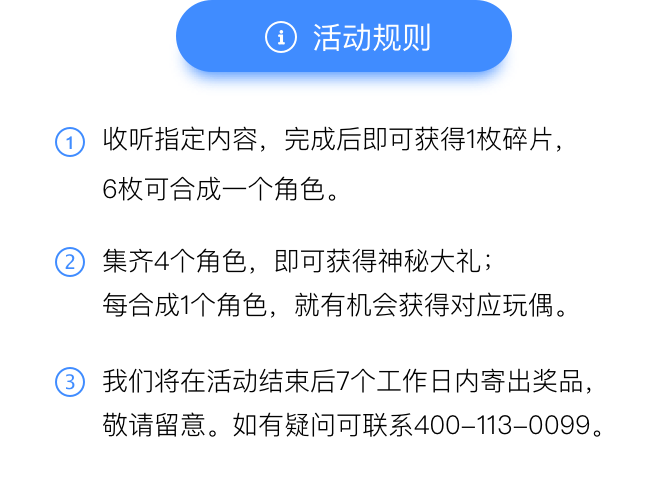 活动规则
① 收听指定内容，完成后即可获得1枚碎片，
6枚可合成一个角色。
② 集齐4个角色，即可获得神秘大礼；
每合成1个角色，就有机会获得对应玩偶。
③ 我们将在活动结束后7个工作日内寄出奖品，
敬请留意。如有疑问可联系400-113-0099。